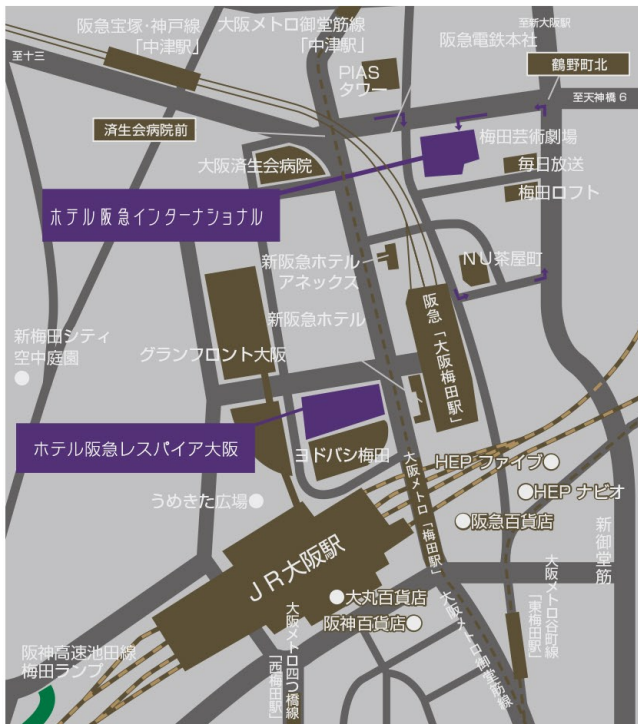 阪急宝塚・神戸線
「中津駅」
大阪メトロ御堂筋線
「中津駅」
至新大阪駅
阪急電鉄本社
至十三
PIAS
タワー
鶴野町北
至天神橋6
済生会病院前
大阪済生会病院
梅田芸術劇場
毎日放送
梅田ロフト
ホテル阪急インターナショナル
新阪急ホテル
アネックス
NU茶屋町
新阪急ホテル
阪急「大阪梅田駅」
新梅田シティ
空中庭園
グランフロント大阪
ホテル阪急レスパイア大阪
ヨドバシ梅田
大阪メトロ「梅田駅」
HEP ファイブ
HEP ナビオ
うめきた広場
阪急百貨店
新御堂筋
JR大阪駅
大丸百貨店
阪神百貨店
大阪メトロ谷町線
「東梅田駅」
大阪メトロ御堂筋線
大阪メトロ四つ橋線
「西梅田駅」
阪神高速池田線
梅田ランプ